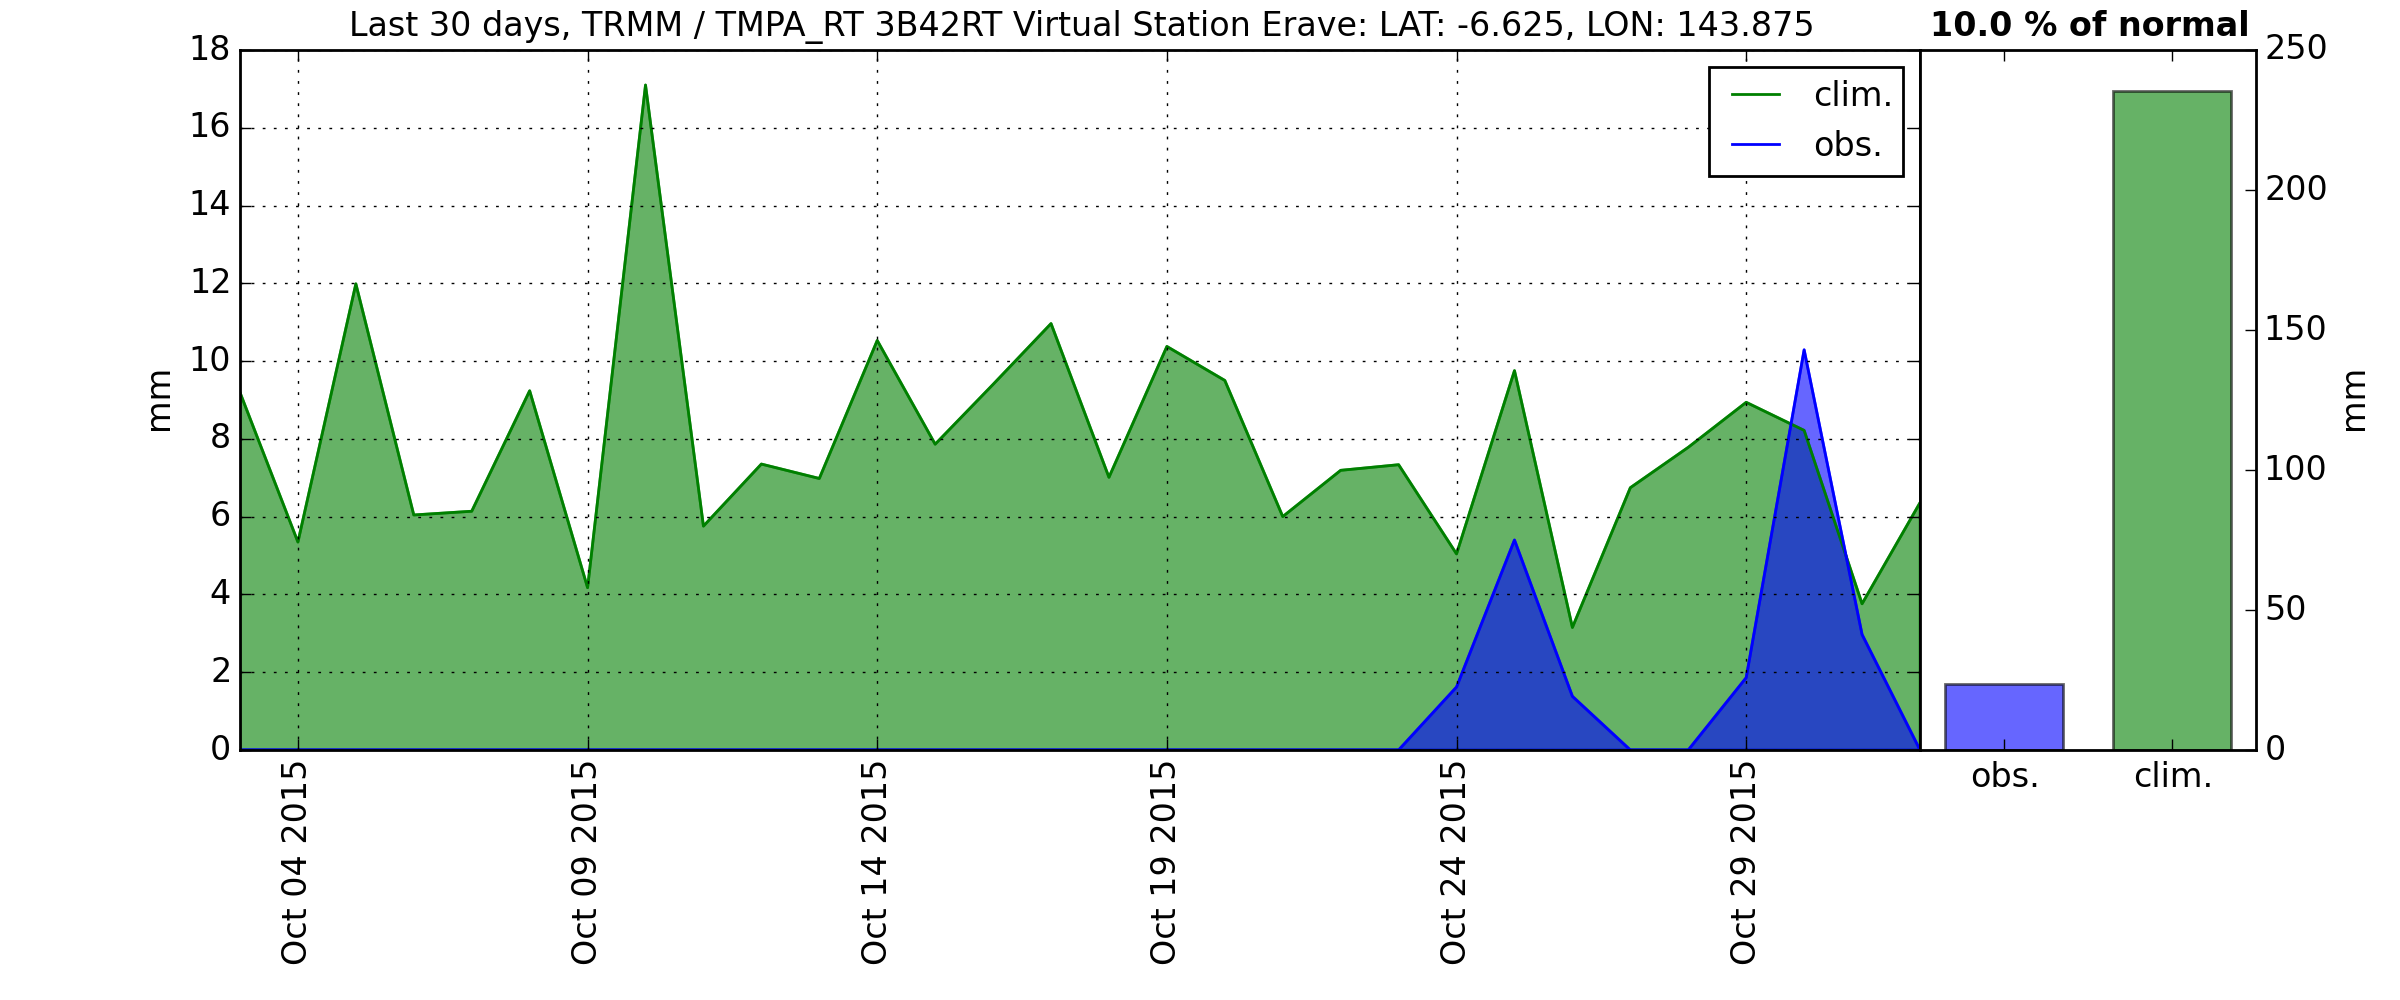 Last 30 days, TRMM / TMPA_RT 3B42RT Virtual Station Erave: LAT: -6.625, LON: 143.875
10.0 % of normal
18
16
14
12
10
8
6
4
2
0
mm
clim.
obs.
250
200
150
100
50
0
mm
obs.
clim.
Oct 04 2015
Oct 09 2015
Oct 14 2015
Oct 19 2015
Oct 24 2015
Oct 29 2015